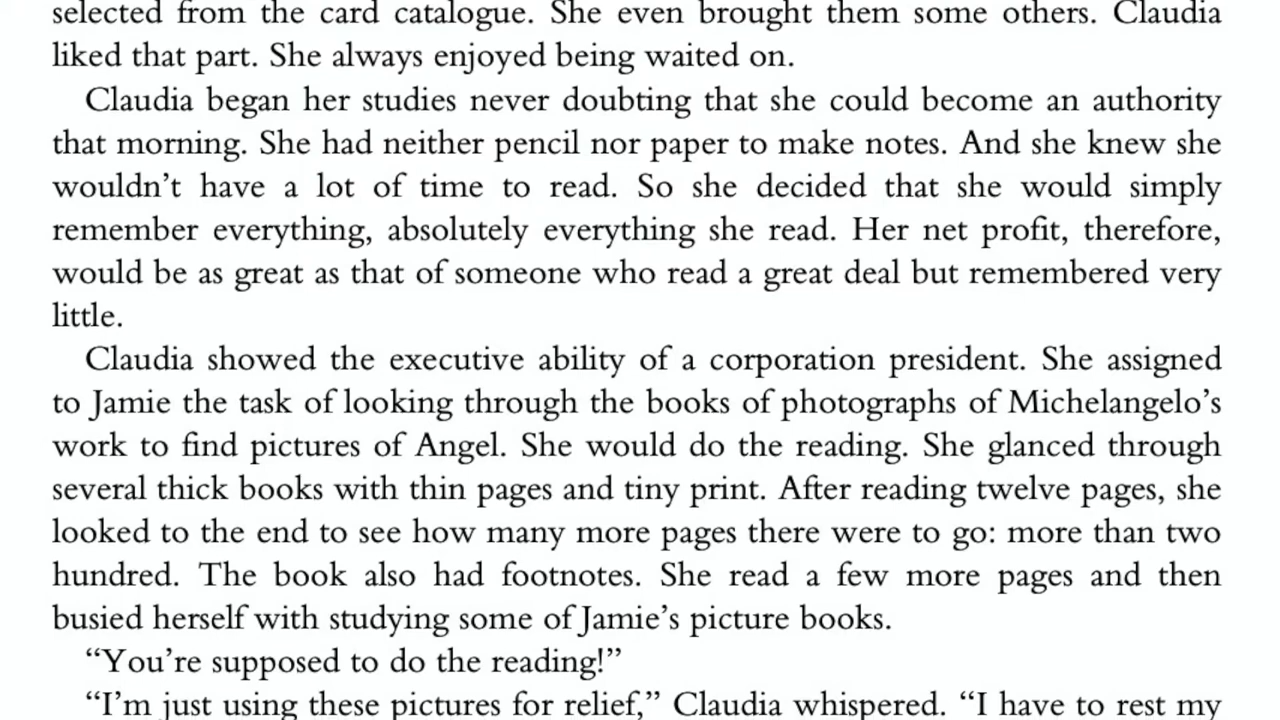 selected from the card catalogue. She even brought them some others. Claudia
liked that part. She always enjoyed being waited on.
Claudia began her studies never doubting that she could become an authority
that morning. She had neither pencil nor paper to make notes. And she knew she
wouldn’t have a lot of time to read. So she decided that she would simply
remember everything, absolutely everything she read. Her net profit, therefore,
would be as great as that of someone who read a great deal but remembered very
little.
Claudia showed the executive ability of a corporation president. She assigned
to Jamie the task of looking through the books of photographs of Michelangelo’s
work to find pictures of Angel. She would do the reading. She glanced through
several thick books with thin pages and tiny print. After reading twelve pages, she
looked to the end to see how many more pages there were to go: more than two
hundred. The book also had footnotes. She read a few more pages and then
busied herself with studying some of Jamie’s picture books.
“You’re supposed to do the reading!”
“I’m just using these pictures for relief,” Claudia whispered. “I have to rest my